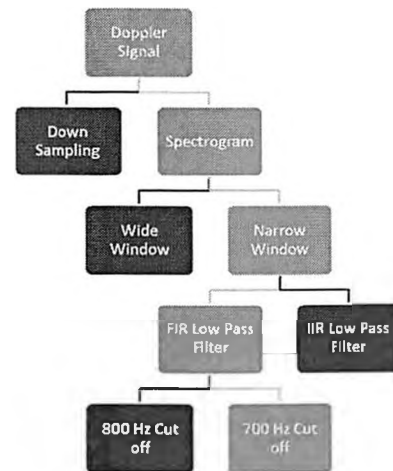 Doppler
Signal
Down
Sampling
Spectrogram
Wide
Window
Narrow
Window
FIR Low Pass
Filter
IIR Low Pass
Filter
800 Hz Cut
off
700 Hz Cut
off